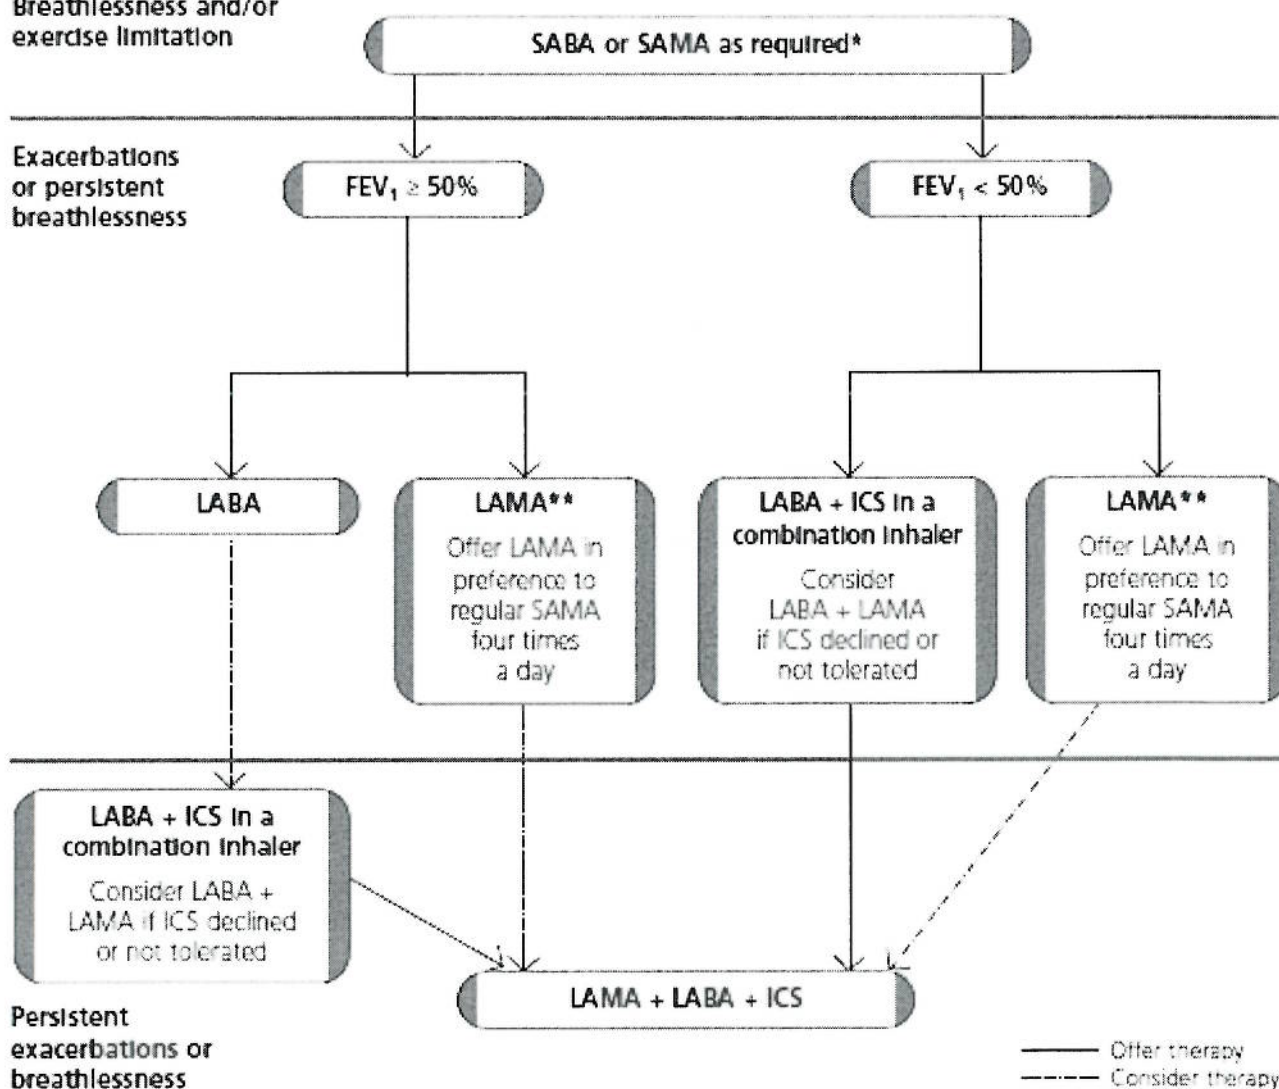 Breathlessness and/or
exercise limitation
SABA or SAMA as required*
Exacerbations
or persistent
breathlessness
FEV₁ ≥ 50%
FEV₁ < 50%
LABA
LAMA**
Offer LAMA in
preference to
regular SAMA
four times
a day
LABA + ICS in a
combination inhaler
Consider
LABA + LAMA
if ICS declined or
not tolerated
LAMA**
Offer LAMA in
preference to
regular SAMA
four times
a day
LABA + ICS in a
combination inhaler
Consider LABA +
LAMA if ICS declined
or not tolerated
LAMA + LABA + ICS
Persistent
exacerbations or
breathlessness
Offer therapy
Consider therapy